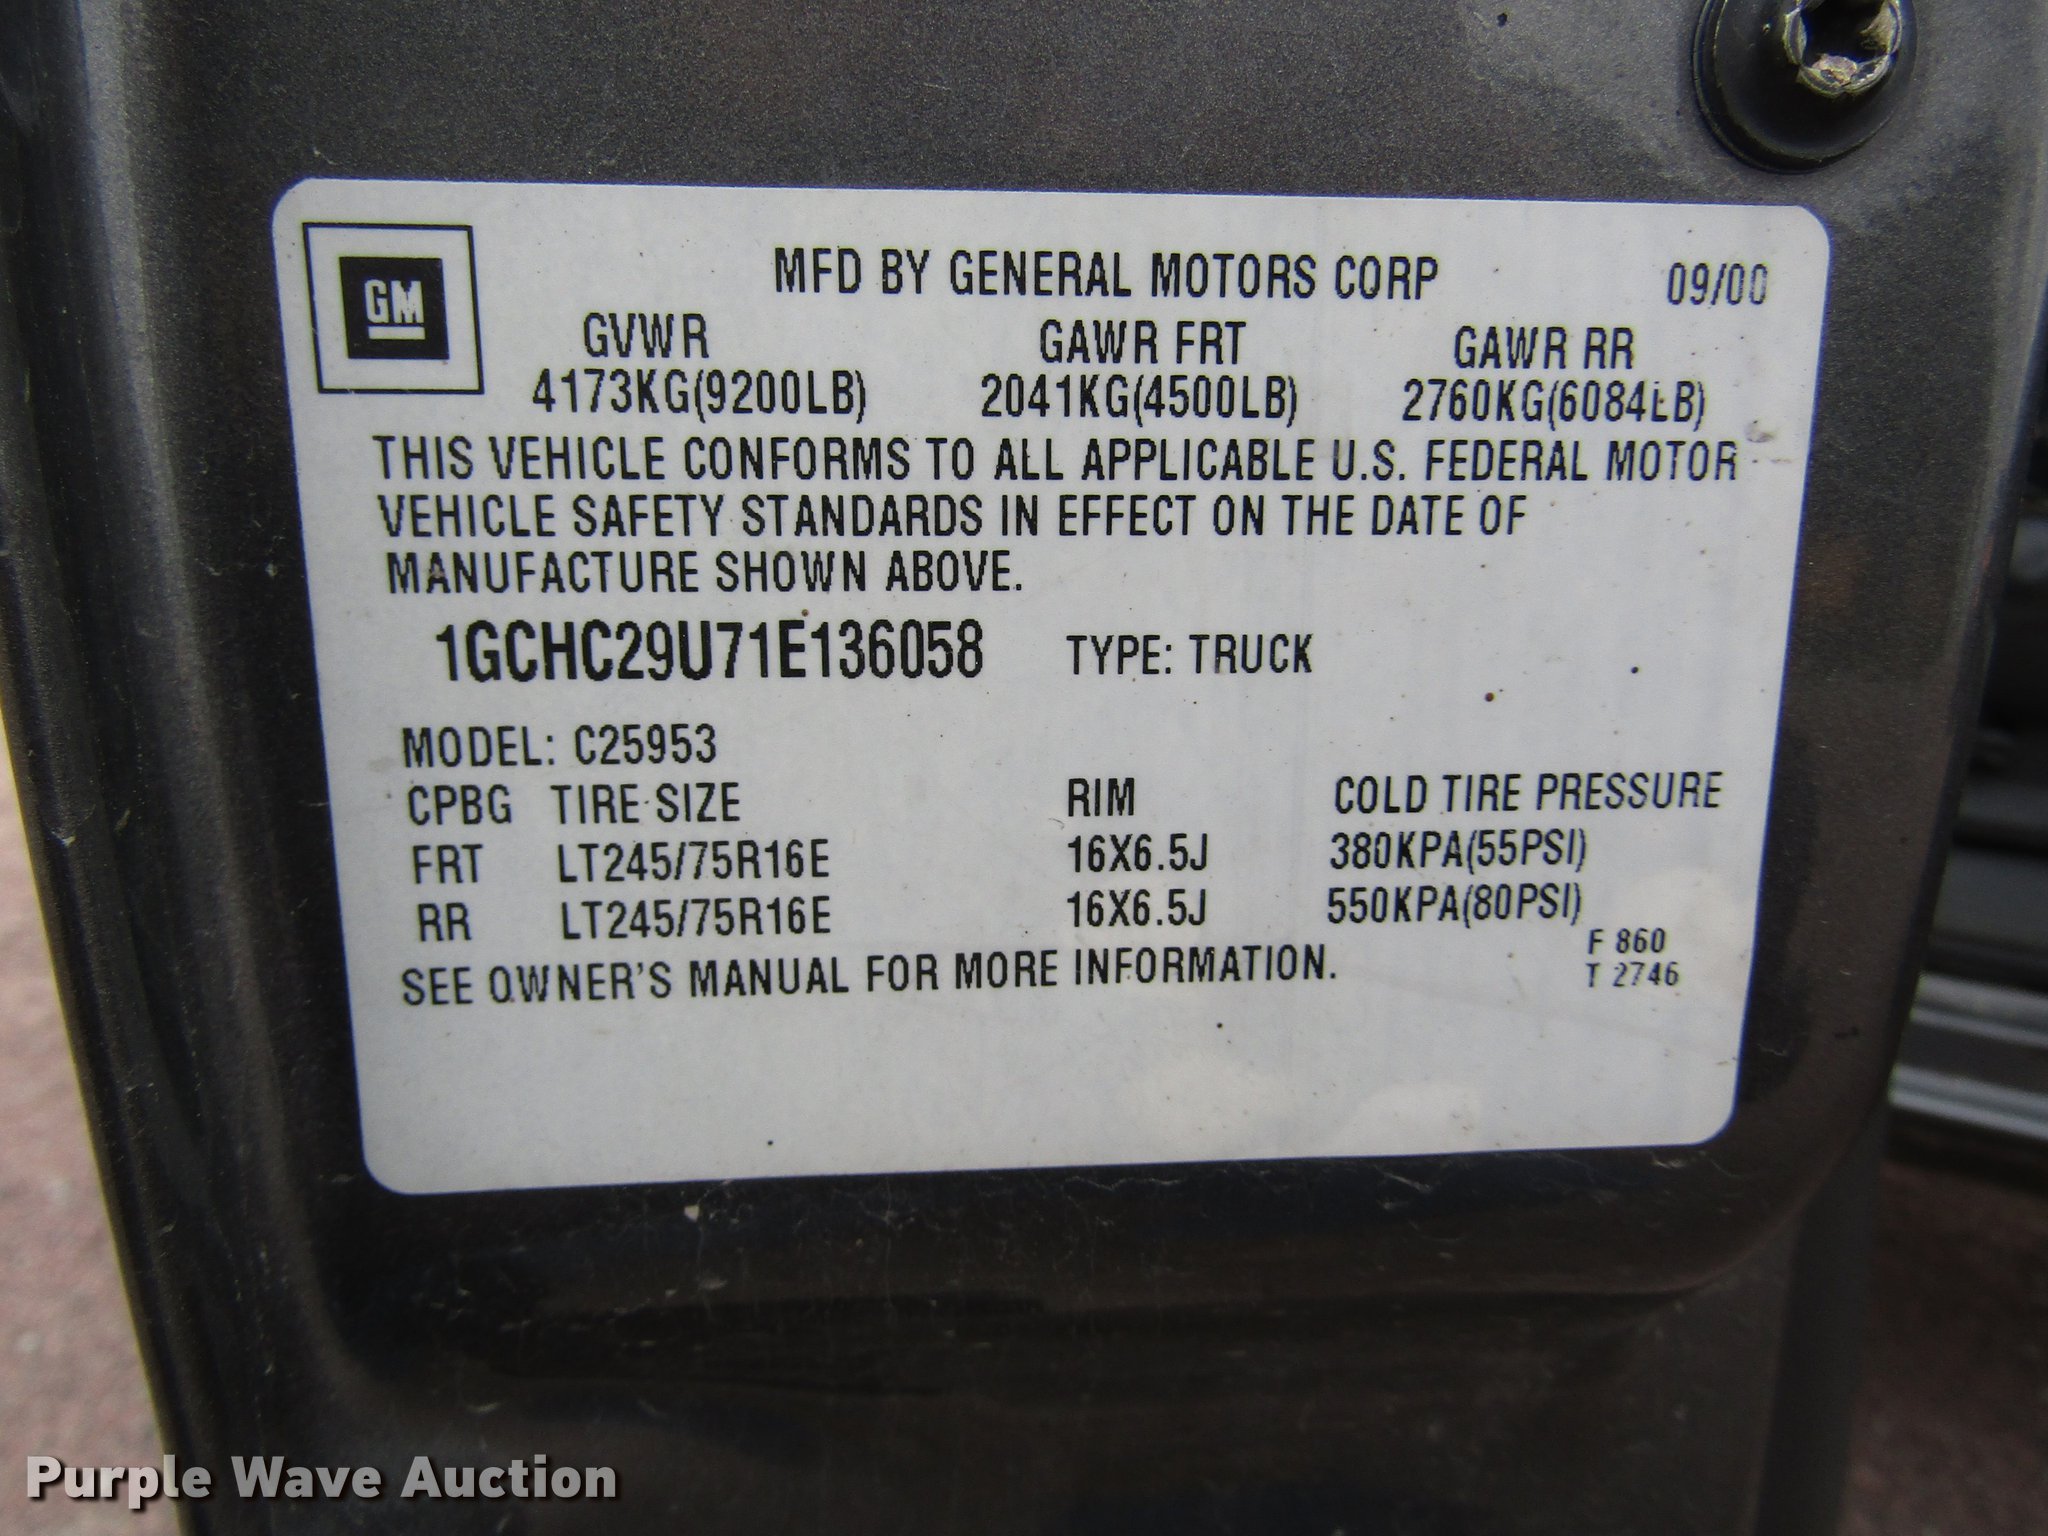 GM
MFD BY GENERAL MOTORS CORP 09/00
GVWR GAWR FRT GAWR RR
4173KG(9200LB) 2041KG(4500LB) 2760KG(6084LB)
THIS VEHICLE CONFORMS TO ALL APPLICABLE U.S. FEDERAL MOTOR
VEHICLE SAFETY STANDARDS IN EFFECT ON THE DATE OF
MANUFACTURE SHOWN ABOVE.
1GCHC29U71E136058 TYPE: TRUCK
MODEL: C25953
CPBG TIRE SIZE RIM COLD TIRE PRESSURE
FRT LT245/75R16E 16X6.5J 380KPA(55PSI)
RR LT245/75R16E 16X6.5J 550KPA(80PSI)
SEE OWNER'S MANUAL FOR MORE INFORMATION.
F 860
T 2746
Purple Wave Auction